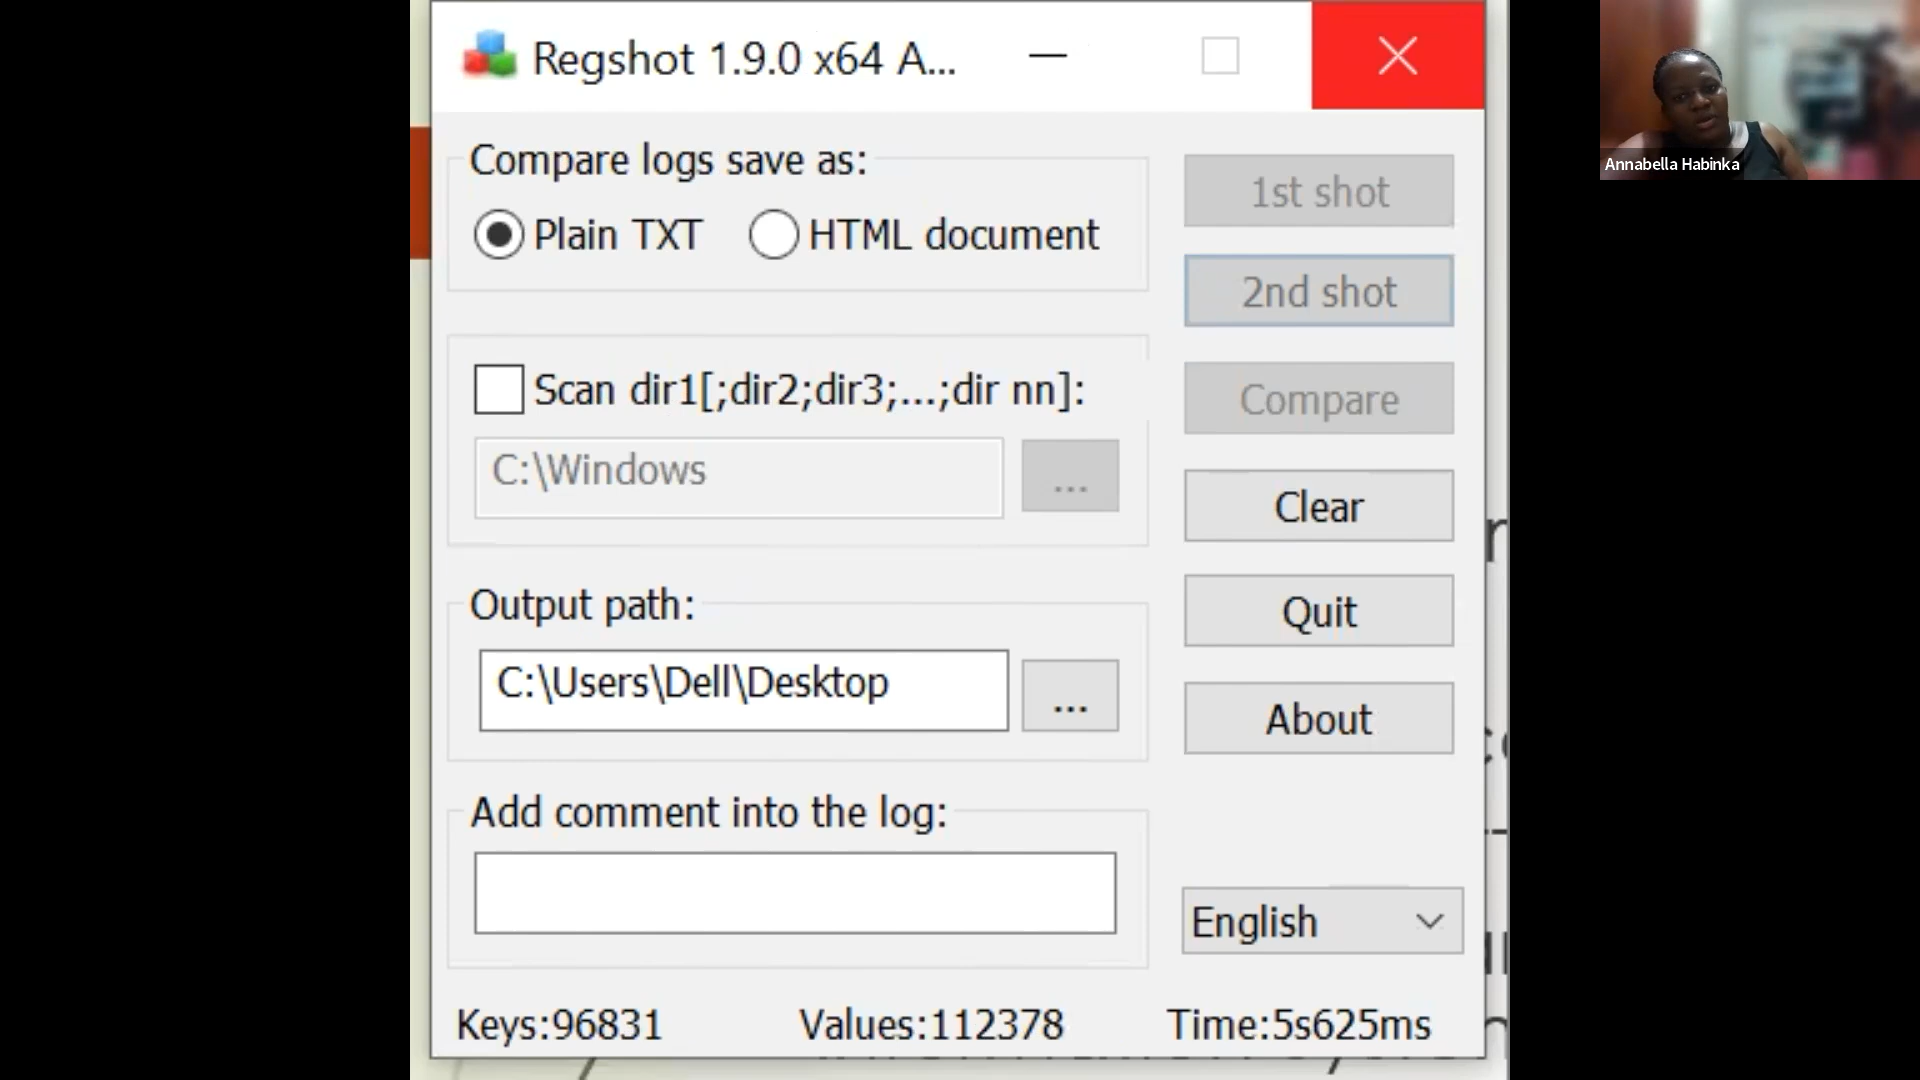 Regshot 1.9.0 x64 A...
Compare logs save as:
Plain TXT
HTML document
1st shot
2nd shot
Scan dir1[;dir2;dir3;...;dir nn]:
C:\Windows
...
Compare
Clear
Output path:
C:\Users\Dell\Desktop
...
Quit
About
Add comment into the log:
English
Keys:96831
Values:112378
Time:5s625ms
Annabella Habinka